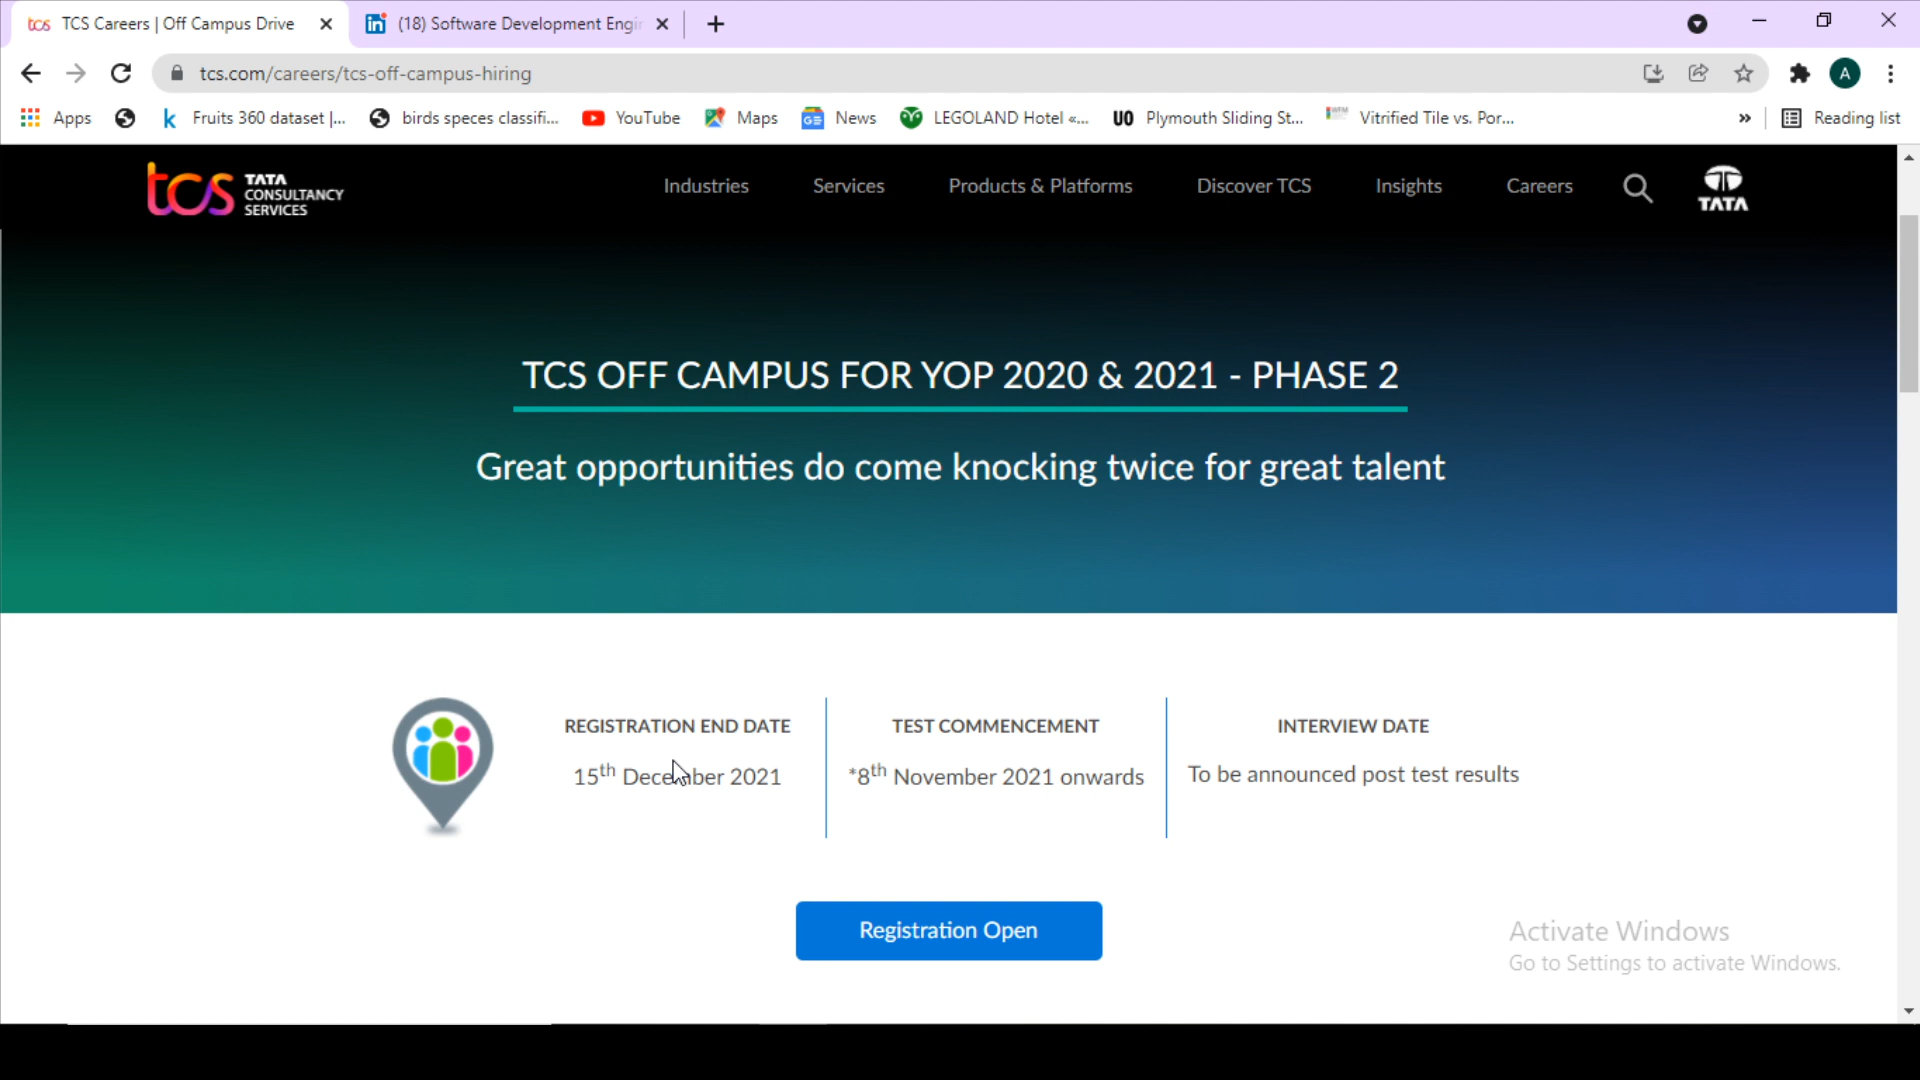 tcs TCS Careers | Off Campus Drive
in (18) Software Development Engi
tcs.com/careers/tcs-off-campus-hiring
A
Apps
k Fruits 360 dataset |...
birds speces classifi...
YouTube
Maps
GE News
LEGOLAND Hotel «...
UO Plymouth Sliding St...
Vitrified Tile vs. Por...
»
Reading list
tcs TATA
CONSULTANCY
SERVICES
Industries
Services
Products & Platforms
Discover TCS
Insights
Careers
TATA
TCS OFF CAMPUS FOR YOP 2020 & 2021 - PHASE 2
Great opportunities do come knocking twice for great talent
REGISTRATION END DATE
15th December 2021
TEST COMMENCEMENT
*8th November 2021 onwards
INTERVIEW DATE
To be announced post test results
Registration Open
Activate Windows
Go to Settings to activate Windows.